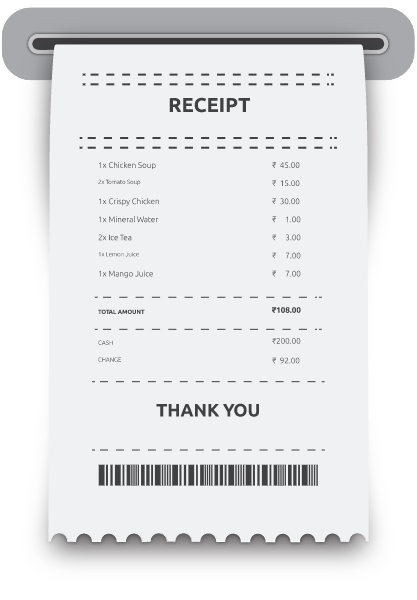 RECEIPT
1x Chicken Soup ₹ 45.00
2x Tomato Soup ₹ 15.00
1x Crispy Chicken ₹ 30.00
1x Mineral Water ₹ 1.00
2x Ice Tea ₹ 3.00
1x Lemon Juice ₹ 7.00
1x Mango Juice ₹ 7.00
TOTAL AMOUNT ₹108.00
CASH ₹200.00
CHANGE ₹ 92.00
THANK YOU